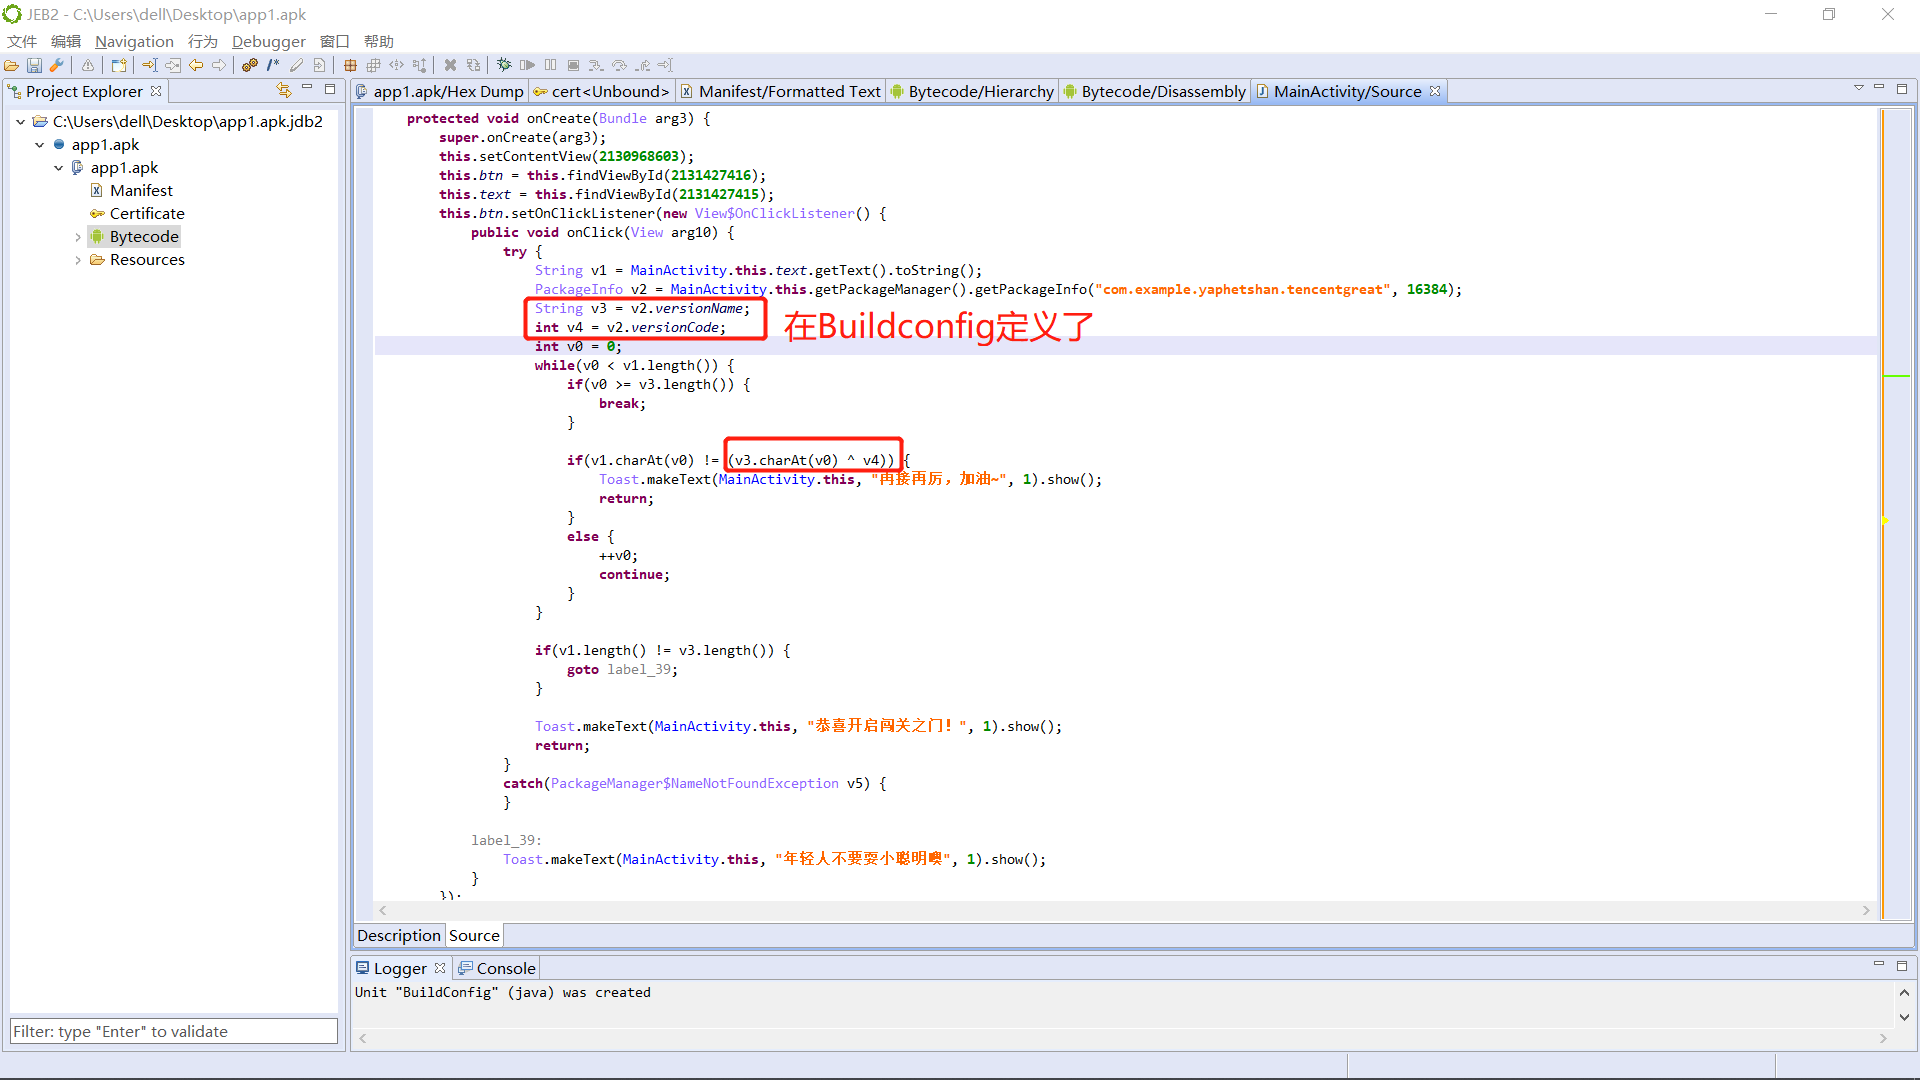 JEB2 - C:\Users\dell\Desktop\app1.apk
文件 编辑 Navigation 行为 Debugger 窗口 帮助
Project Explorer
app1.apk/Hex Dump cert<Unbound> Manifest/Formatted Text Bytecode/Hierarchy Bytecode/Disassembly MainActivity/Source
C:\Users\dell\Desktop\app1.apk.jdb2
app1.apk
app1.apk
Manifest
Certificate
Bytecode
Resources
protected void onCreate(Bundle arg3) {
super.onCreate(arg3);
this.setContentView(2130968603);
this.btn = this.findViewById(2131427416);
this.text = this.findViewById(2131427415);
this.btn.setOnClickListener(new View$OnClickListener() {
public void onClick(View arg10) {
try {
String v1 = MainActivity.this.text.getText().toString();
PackageInfo v2 = MainActivity.this.getPackageManager().getPackageInfo("com.example.yaphetshan.tencentgreat", 16384);
String v3 = v2.versionName;
int v4 = v2.versionCode;
在Buildconfig定义了
int v0 = 0;
while(v0 < v1.length()) {
if(v0 >= v3.length()) {
break;
}
if(v1.charAt(v0) != (v3.charAt(v0) ^ v4)) {
Toast.makeText(MainActivity.this, "再接再厉，加油~", 1).show();
return;
}
else {
++v0;
continue;
}
}
if(v1.length() != v3.length()) {
goto label_39;
}
Toast.makeText(MainActivity.this, "恭喜开启闯关之门！", 1).show();
return;
}
catch(PackageManager$NameNotFoundException v5) {
}
label_39:
Toast.makeText(MainActivity.this, "年轻人不要耍小聪明噢", 1).show();
}
});
Description Source
Logger Console
Unit "BuildConfig" (java) was created
Filter: type "Enter" to validate